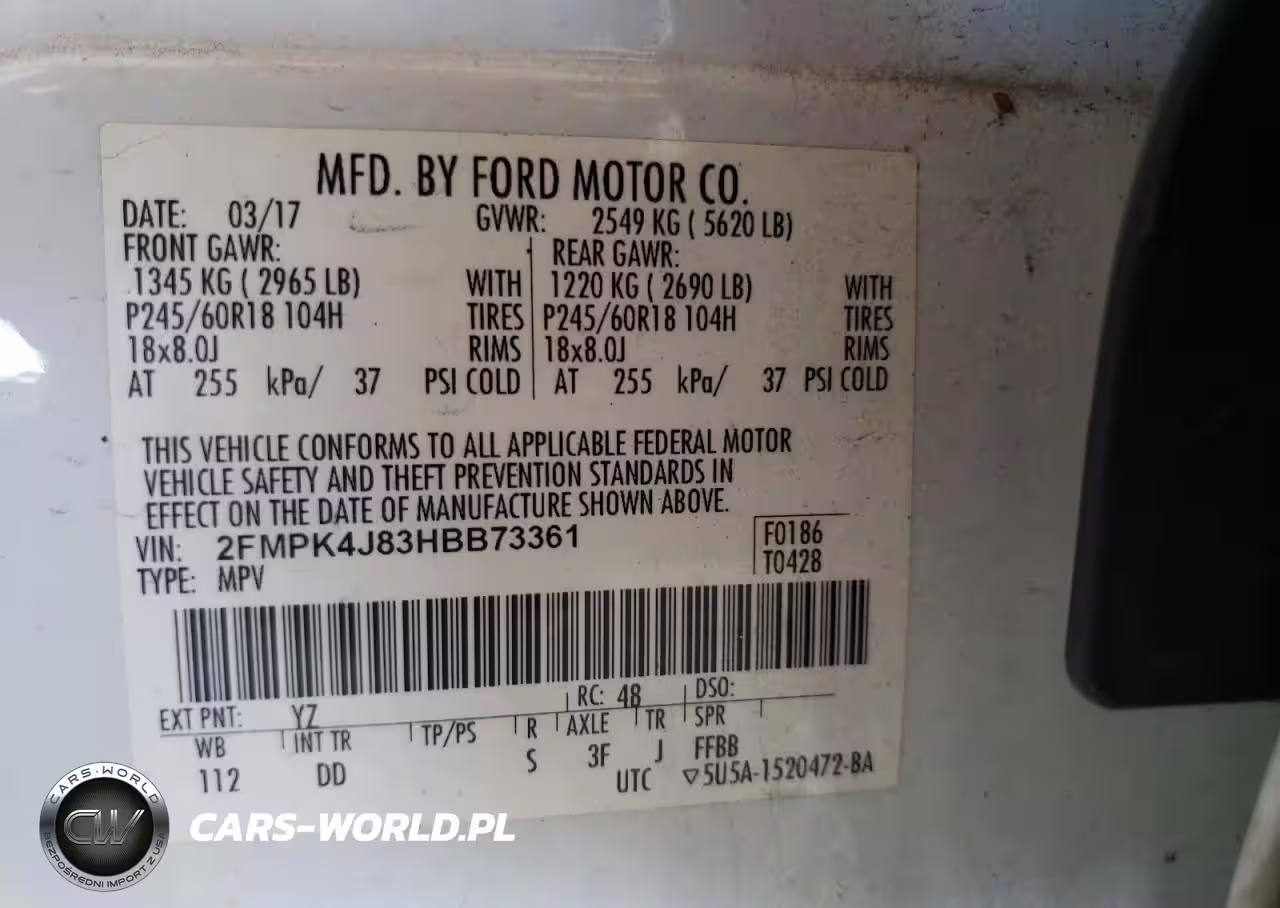 MFD. BY FORD MOTOR CO.
DATE: 03/17 GVWR: 2549 KG ( 5620 LB)
FRONT GAWR: REAR GAWR:
1345 KG ( 2965 LB) WITH 1220 KG ( 2690 LB) WITH
P245/60R18 104H TIRES P245/60R18 104H TIRES
18x8.0J RIMS 18x8.0J RIMS
AT 255 kPa/ 37 PSI COLD AT 255 kPa/ 37 PSI COLD
THIS VEHICLE CONFORMS TO ALL APPLICABLE FEDERAL MOTOR
VEHICLE SAFETY AND THEFT PREVENTION STANDARDS IN
EFFECT ON THE DATE OF MANUFACTURE SHOWN ABOVE.
VIN: 2FMPK4J83HBB73361 F0186
TYPE: MPV T0428
RC: 48 DSO:
EXT PNT: YZ
WB INT TR TP/PS R AXLE TR SPR
112 DD S 3F J FFBB
UTC ▽5U5A-1520472-BA
CARS-WORLD
CW
BEZPOŚREDNI IMPORT Z USA
CARS-WORLD.PL